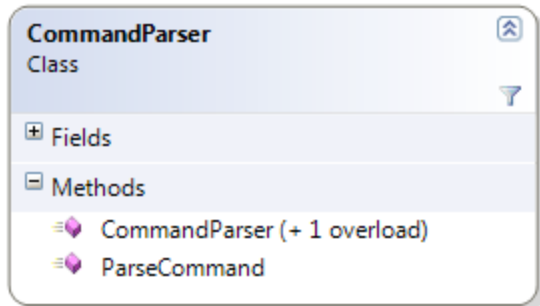 CommandParser
Class
Fields
Methods
CommandParser (+ 1 overload)
ParseCommand